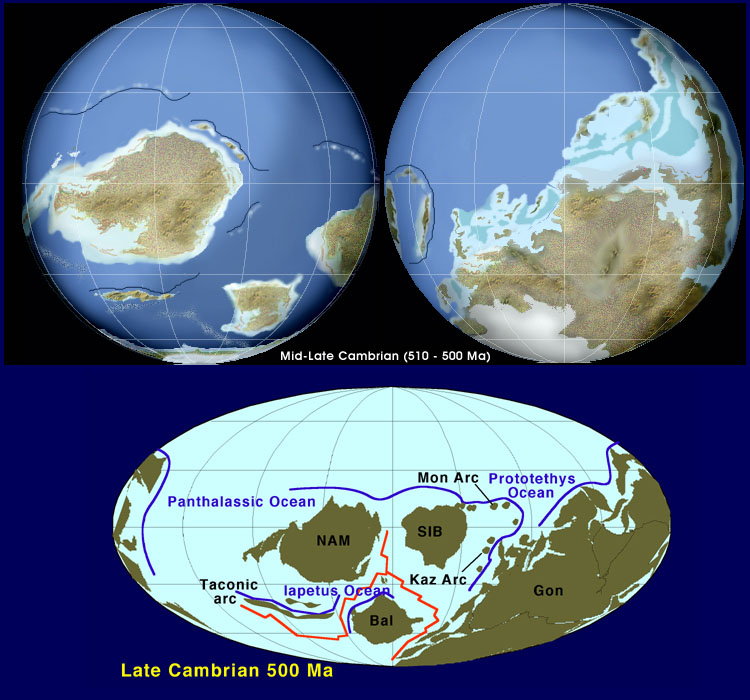 Mid-Late Cambrian (510 - 500 Ma)
Mon Arc
Prototethys
Ocean
Panthalassic Ocean
NAM
SIB
Kaz Arc
Taconic
arc
Iapetus Ocean
Gon
Bal
Late Cambrian 500 Ma